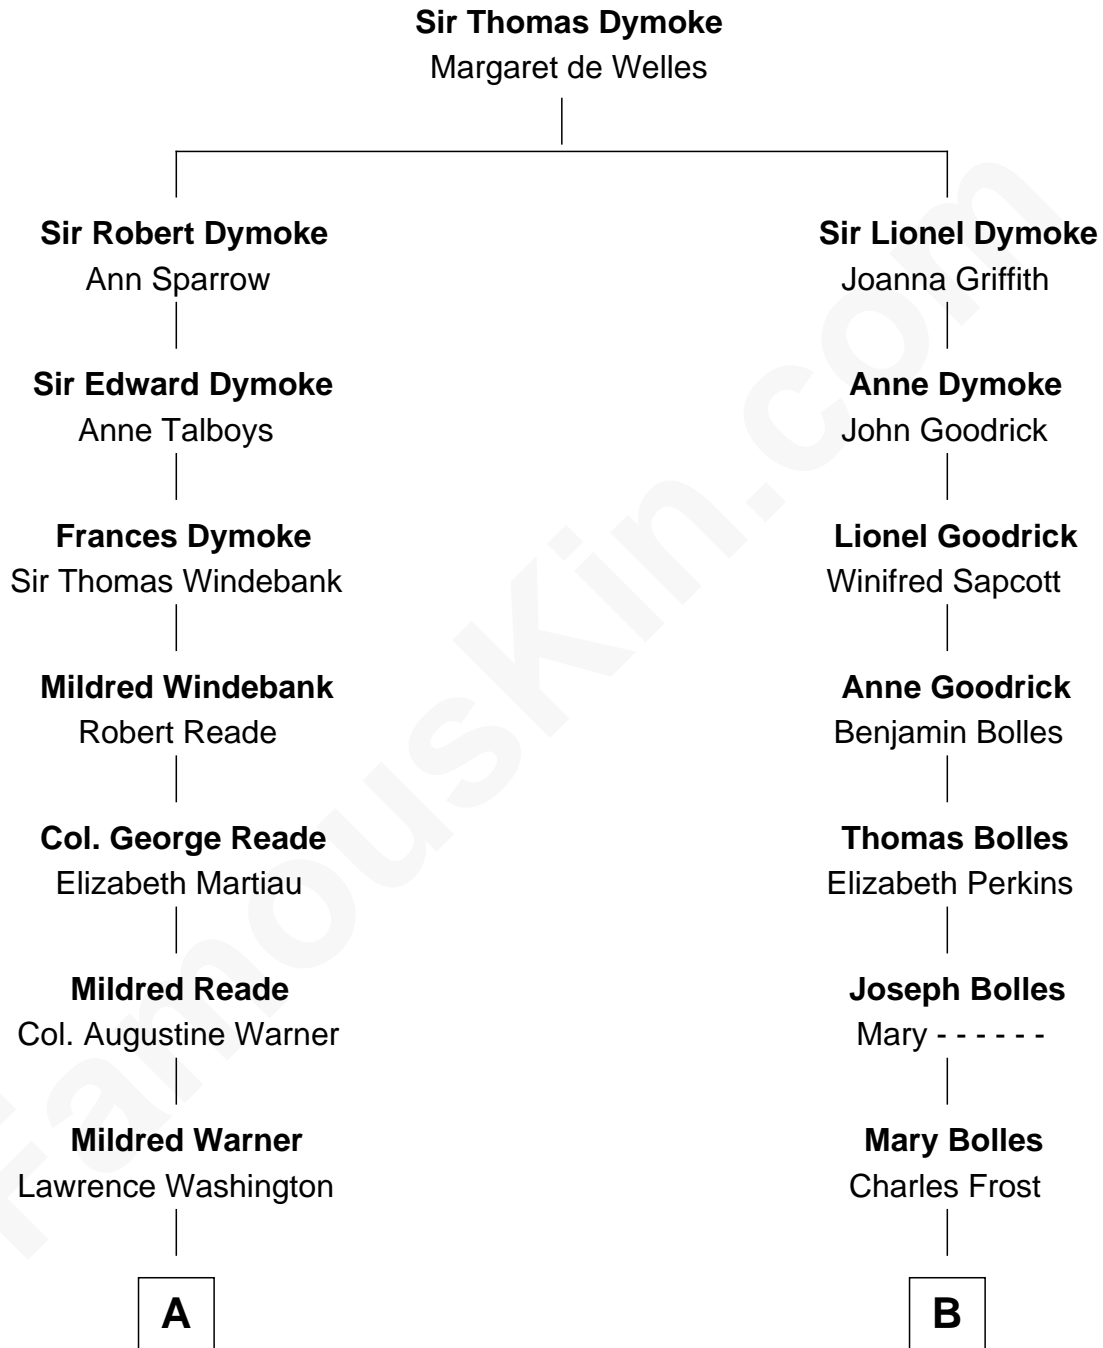 Sir Thomas Dymoke
Margaret de Welles
Sir Robert Dymoke
Ann Sparrow
Sir Edward Dymoke
Anne Talboys
Frances Dymoke
Sir Thomas Windebank
Mildred Windebank
Robert Reade
Col. George Reade
Elizabeth Martiau
Mildred Reade
Col. Augustine Warner
Mildred Warner
Lawrence Washington
A
Sir Lionel Dymoke
Joanna Griffith
Anne Dymoke
John Goodrick
Lionel Goodrick
Winifred Sapcott
Anne Goodrick
Benjamin Bolles
Thomas Bolles
Elizabeth Perkins
Joseph Bolles
Mary - - - - - -
Mary Bolles
Charles Frost
B
FamousKin.com